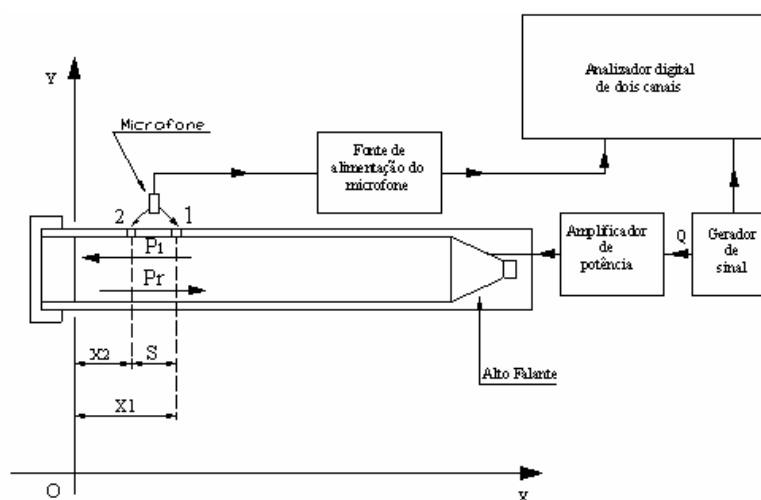 Y
Microfone
Analizador digital
de dois canais
Fonte de
alimentação do
microfone
2
1
Pi
Pr
Amplificador
de
potência
Q
Gerador
de
sinal
X2
S
X1
Alto Falante
O
X